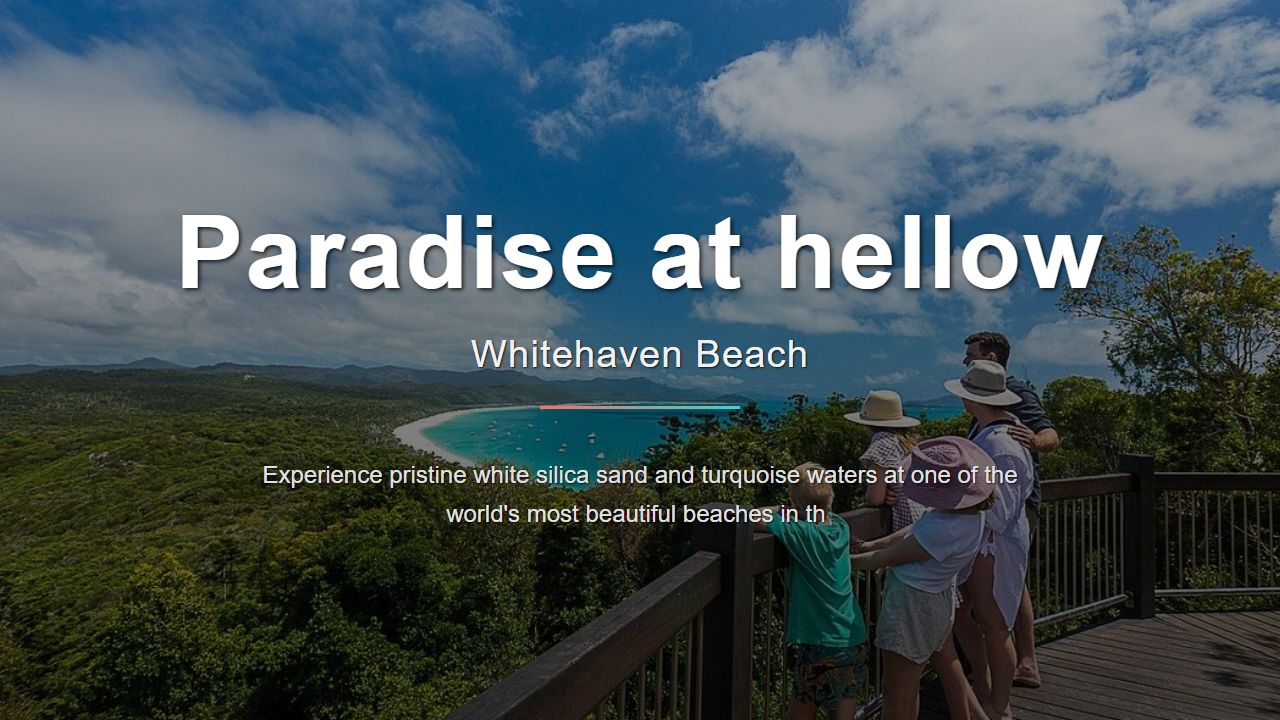 Paradise at hellow
Whitehaven Beach
Experience pristine white silica sand and turquoise waters at one of the
world's most beautiful beaches in th